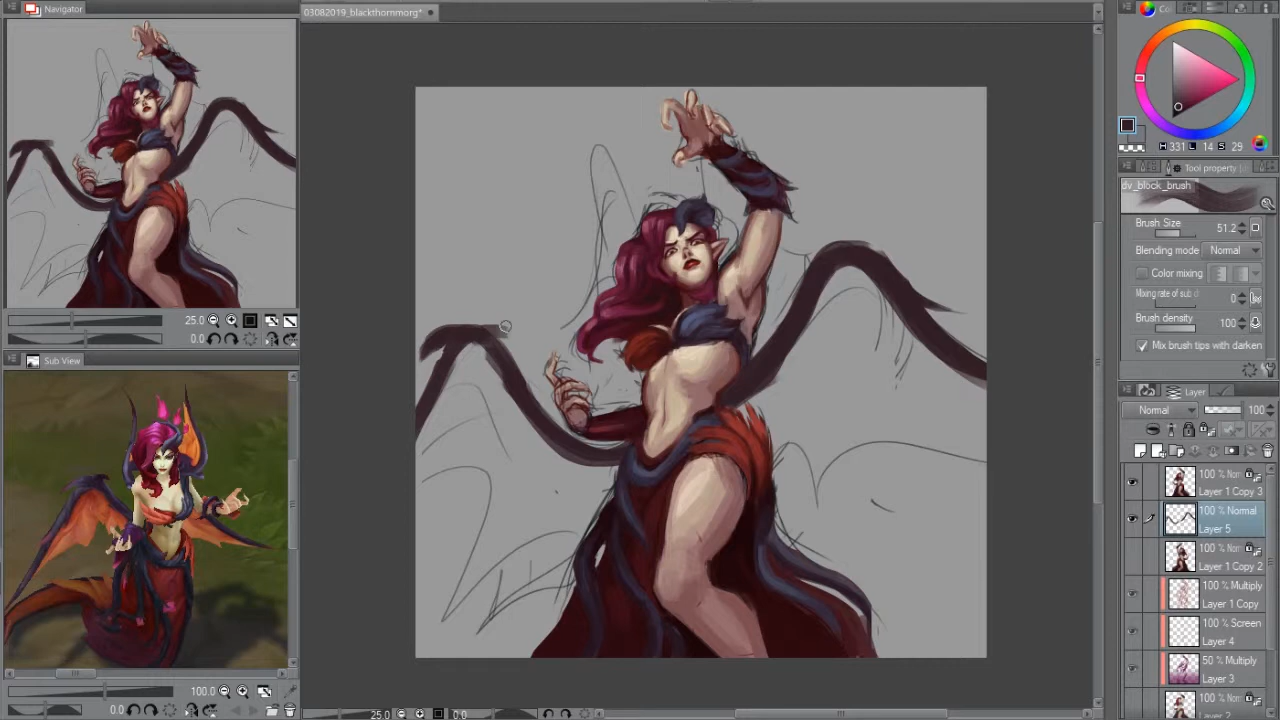 Navigator
03082019_blackthornmorg*
25.0
0.0
Sub View
100.0
0.0
25.0
0.0
H 331 L 14 S 29
Tool property
dv_block_brush
Brush Size
51.2
Blending mode
Normal
Color mixing
0
Brush density
100
Mix brush tips with darken
Layer
Normal
100
Layer 1 Copy 3
100 % Normal
Layer 5
Layer 1 Copy 2
100 % Multiply
Layer 1 Copy
100 % Screen
Layer 4
50 % Multiply
Layer 3